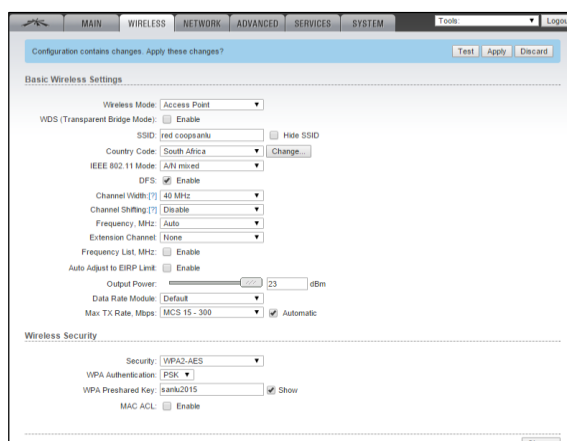 MAIN WIRELESS NETWORK ADVANCED SERVICES SYSTEM Tools: Logou
Configuration contains changes. Apply these changes? Test Apply Discard
Basic Wireless Settings
Wireless Mode: Access Point
WDS (Transparent Bridge Mode): Enable
SSID: red coopsanlu Hide SSID
Country Code: South Africa Change...
IEEE 802.11 Mode: A/N mixed
DFS: Enable
Channel Width:[?] 40 MHz
Channel Shifting:[?] Disable
Frequency, MHz: Auto
Extension Channel: None
Frequency List, MHz: Enable
Auto Adjust to EIRP Limit: Enable
Output Power: 23 dBm
Data Rate Module: Default
Max TX Rate, Mbps: MCS 15 - 300 Automatic
Wireless Security
Security: WPA2-AES
WPA Authentication: PSK
WPA Preshared Key: sanlu2015 Show
MAC ACL: Enable